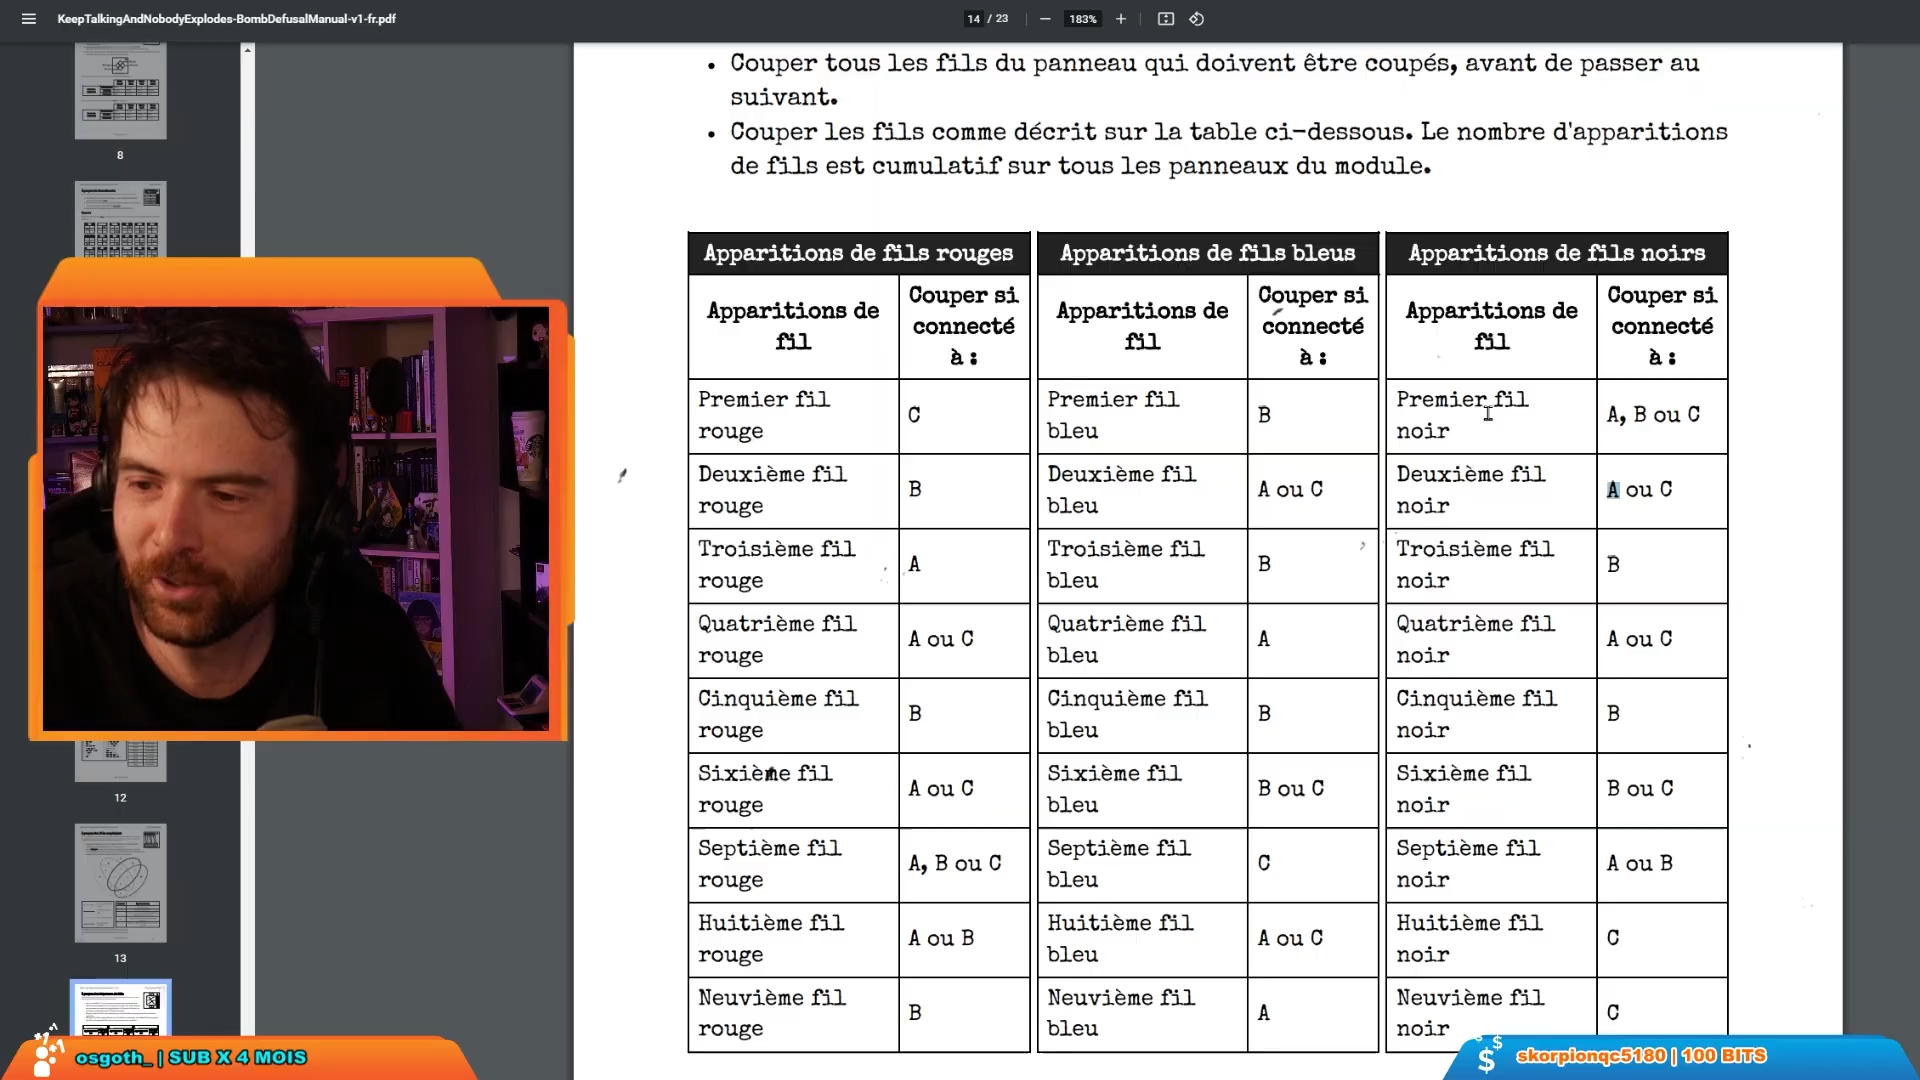 KeepTalkingAndNobodyExplodes-BombDefusalManual-v1-fr.pdf
14 / 23
183%
• Couper tous les fils du panneau qui doivent être coupés, avant de passer au
suivant.
• Couper les fils comme décrit sur la table ci-dessous. Le nombre d'apparitions
de fils est cumulatif sur tous les panneaux du module.
Apparitions de fils rouges
Apparitions de fil
Couper si connecté à :
Premier fil rouge
C
Deuxième fil rouge
B
Troisième fil rouge
A
Quatrième fil rouge
A ou C
Cinquième fil rouge
B
Sixième fil rouge
A ou C
Septième fil rouge
A, B ou C
Huitième fil rouge
A ou B
Neuvième fil rouge
B
Apparitions de fils bleus
Apparitions de fil
Couper si connecté à :
Premier fil bleu
B
Deuxième fil bleu
A ou C
Troisième fil bleu
B
Quatrième fil bleu
A
Cinquième fil bleu
B
Sixième fil bleu
B ou C
Septième fil bleu
C
Huitième fil bleu
A ou C
Neuvième fil bleu
A
Apparitions de fils noirs
Apparitions de fil
Couper si connecté à :
Premier fil noir
A, B ou C
Deuxième fil noir
A ou C
Troisième fil noir
B
Quatrième fil noir
A ou C
Cinquième fil noir
B
Sixième fil noir
B ou C
Septième fil noir
A ou B
Huitième fil noir
C
Neuvième fil noir
C
8
12
13
osgoth_ | SUB X 4 MOIS
skorpionqc5180 | 100 BITS